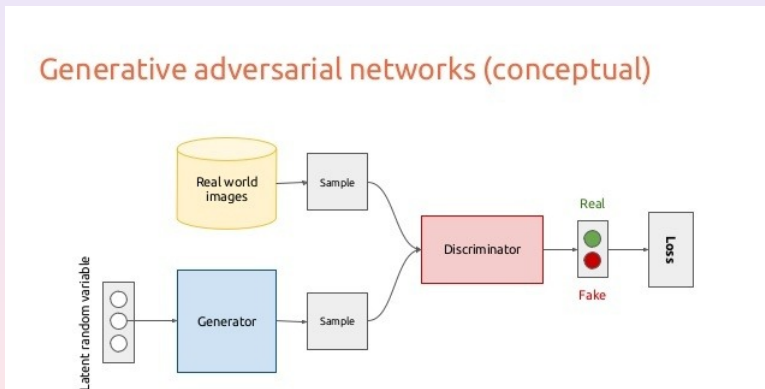 Generative adversarial networks (conceptual)
Real world
images
Sample
Real
Discriminator
Loss
Fake
Latent random variable
Generator
Sample